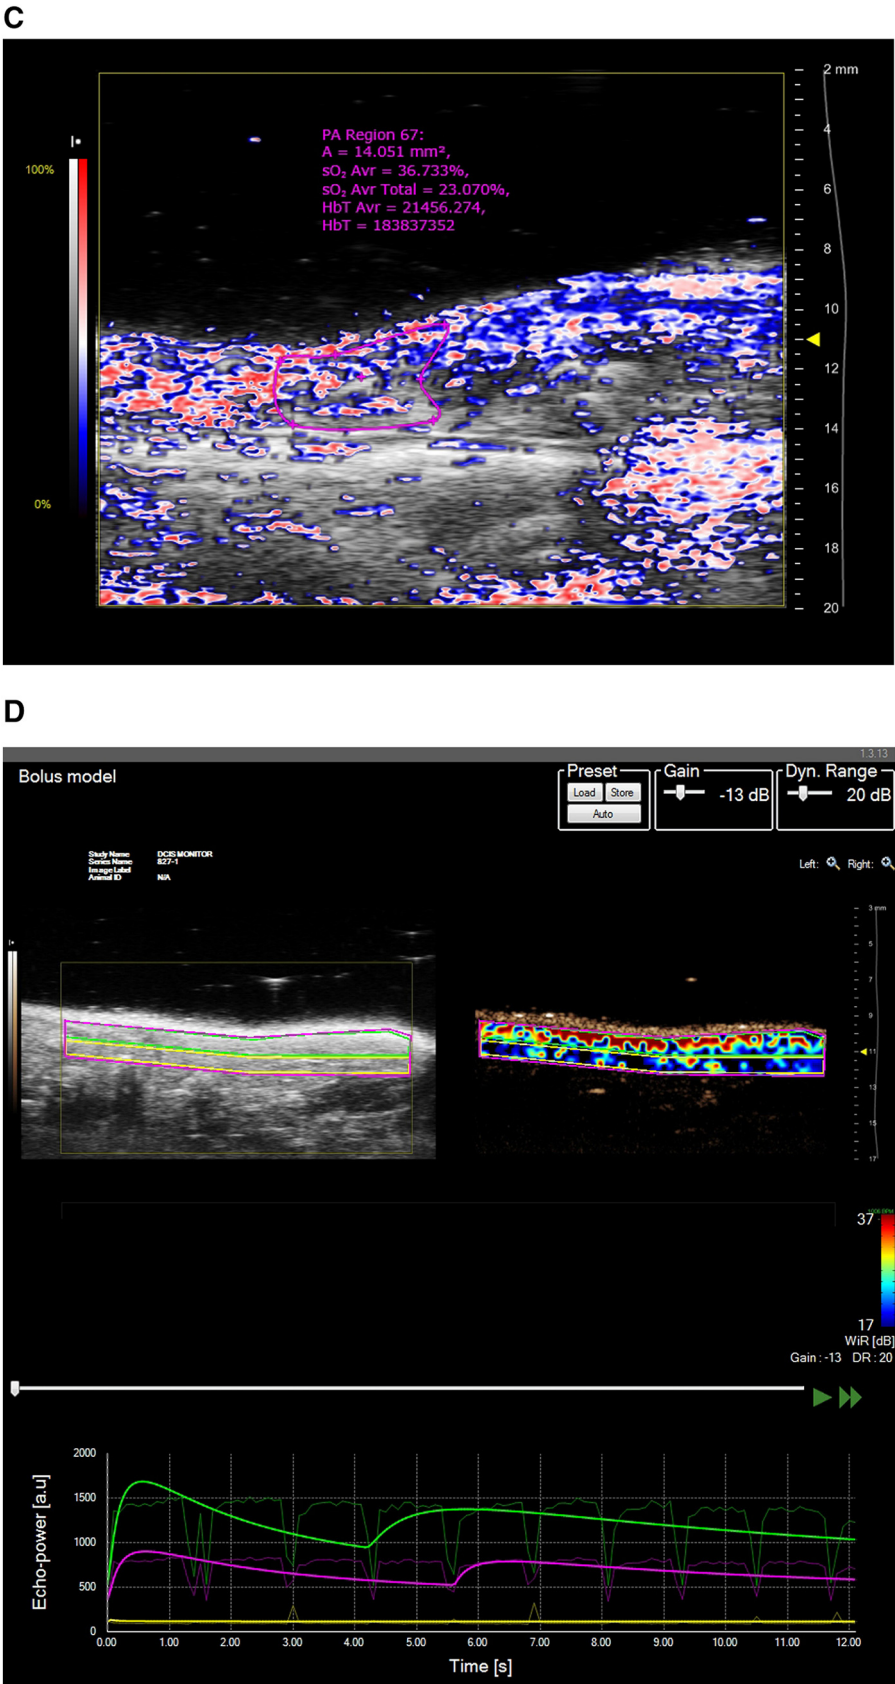 C
2 mm
PA Region 67:
A = 14.051 mm²,
sO₂ Avr = 36.733%,
sO₂ Avr Total = 23.070%,
HbT Avr = 21456.274,
HbT = 183837352
100%
0%
4
6
8
10
12
14
16
18
20
D
1.3.13
Bolus model
Preset
Load Store
Auto
Gain
-13 dB
Dyn. Range
20 dB
Study Name DCIS MONITOR
Series Name 827-1
Image Label
Animal ID N/A
Left: Right:
3 mm
5
7
9
11
13
15
17
37
17
WiR [dB]
Gain : -13 DR : 20
Echo-power [a.u]
2000
1500
1000
500
0
0.00 1.00 2.00 3.00 4.00 5.00 6.00 7.00 8.00 9.00 10.00 11.00 12.00
Time [s]